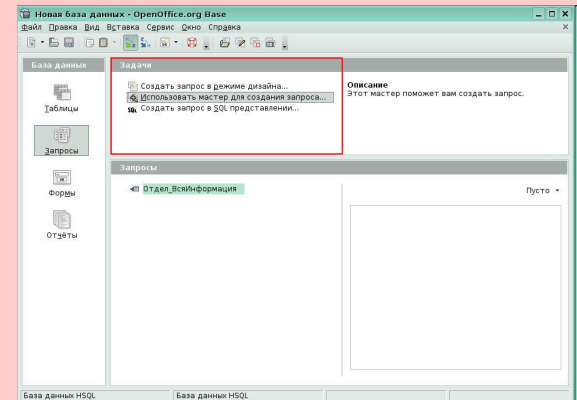 Новая база данных - OpenOffice.org Base
Файл Правка Вид Вставка Сервис Окно Справка
База данных
Задачи
Таблицы
Запросы
Формы
Отчёты
Создать запрос в режиме дизайна...
Использовать мастер для создания запроса...
SQL Создать запрос в SQL представлении...
Описание
Этот мастер поможет вам создать запрос.
Запросы
Отдел_ВсяИнформация
Пусто
База данных HSQL
База данных HSQL